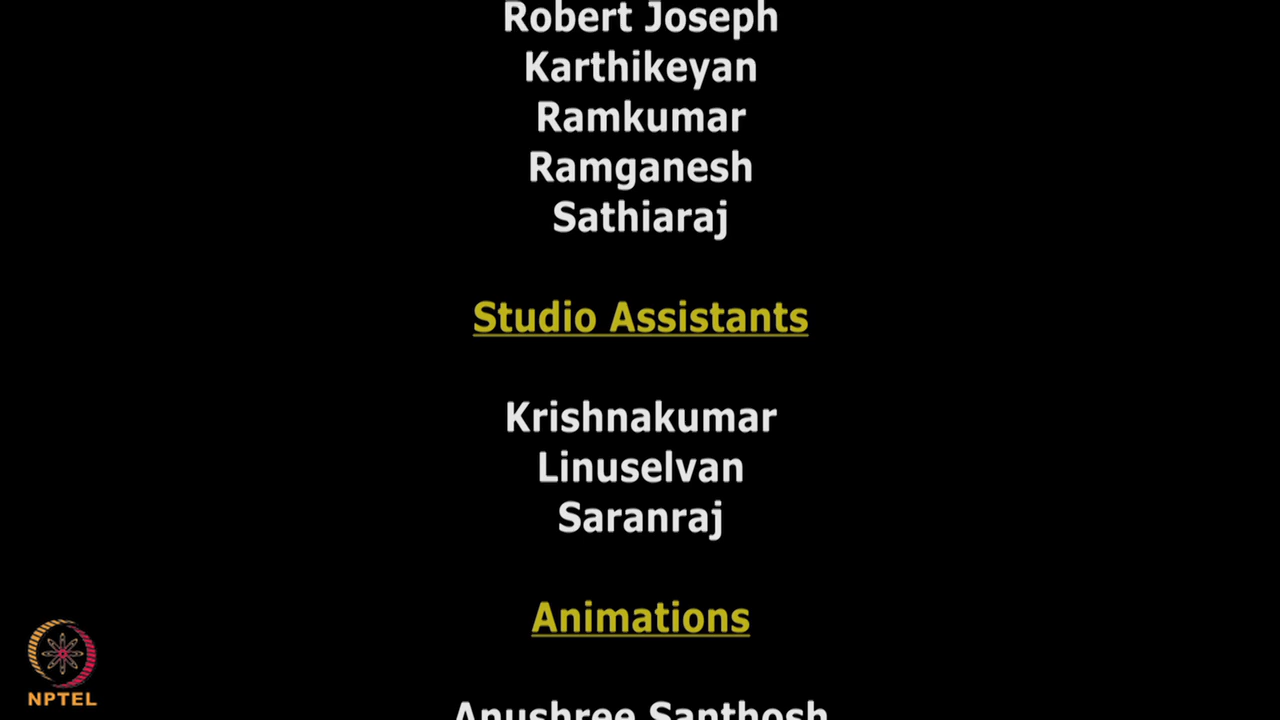 Robert Joseph
Karthikeyan
Ramkumar
Ramganesh
Sathiaraj
Studio Assistants
Krishnakumar
Linuselvan
Saranraj
Animations
Anushree Santhosh
NPTEL